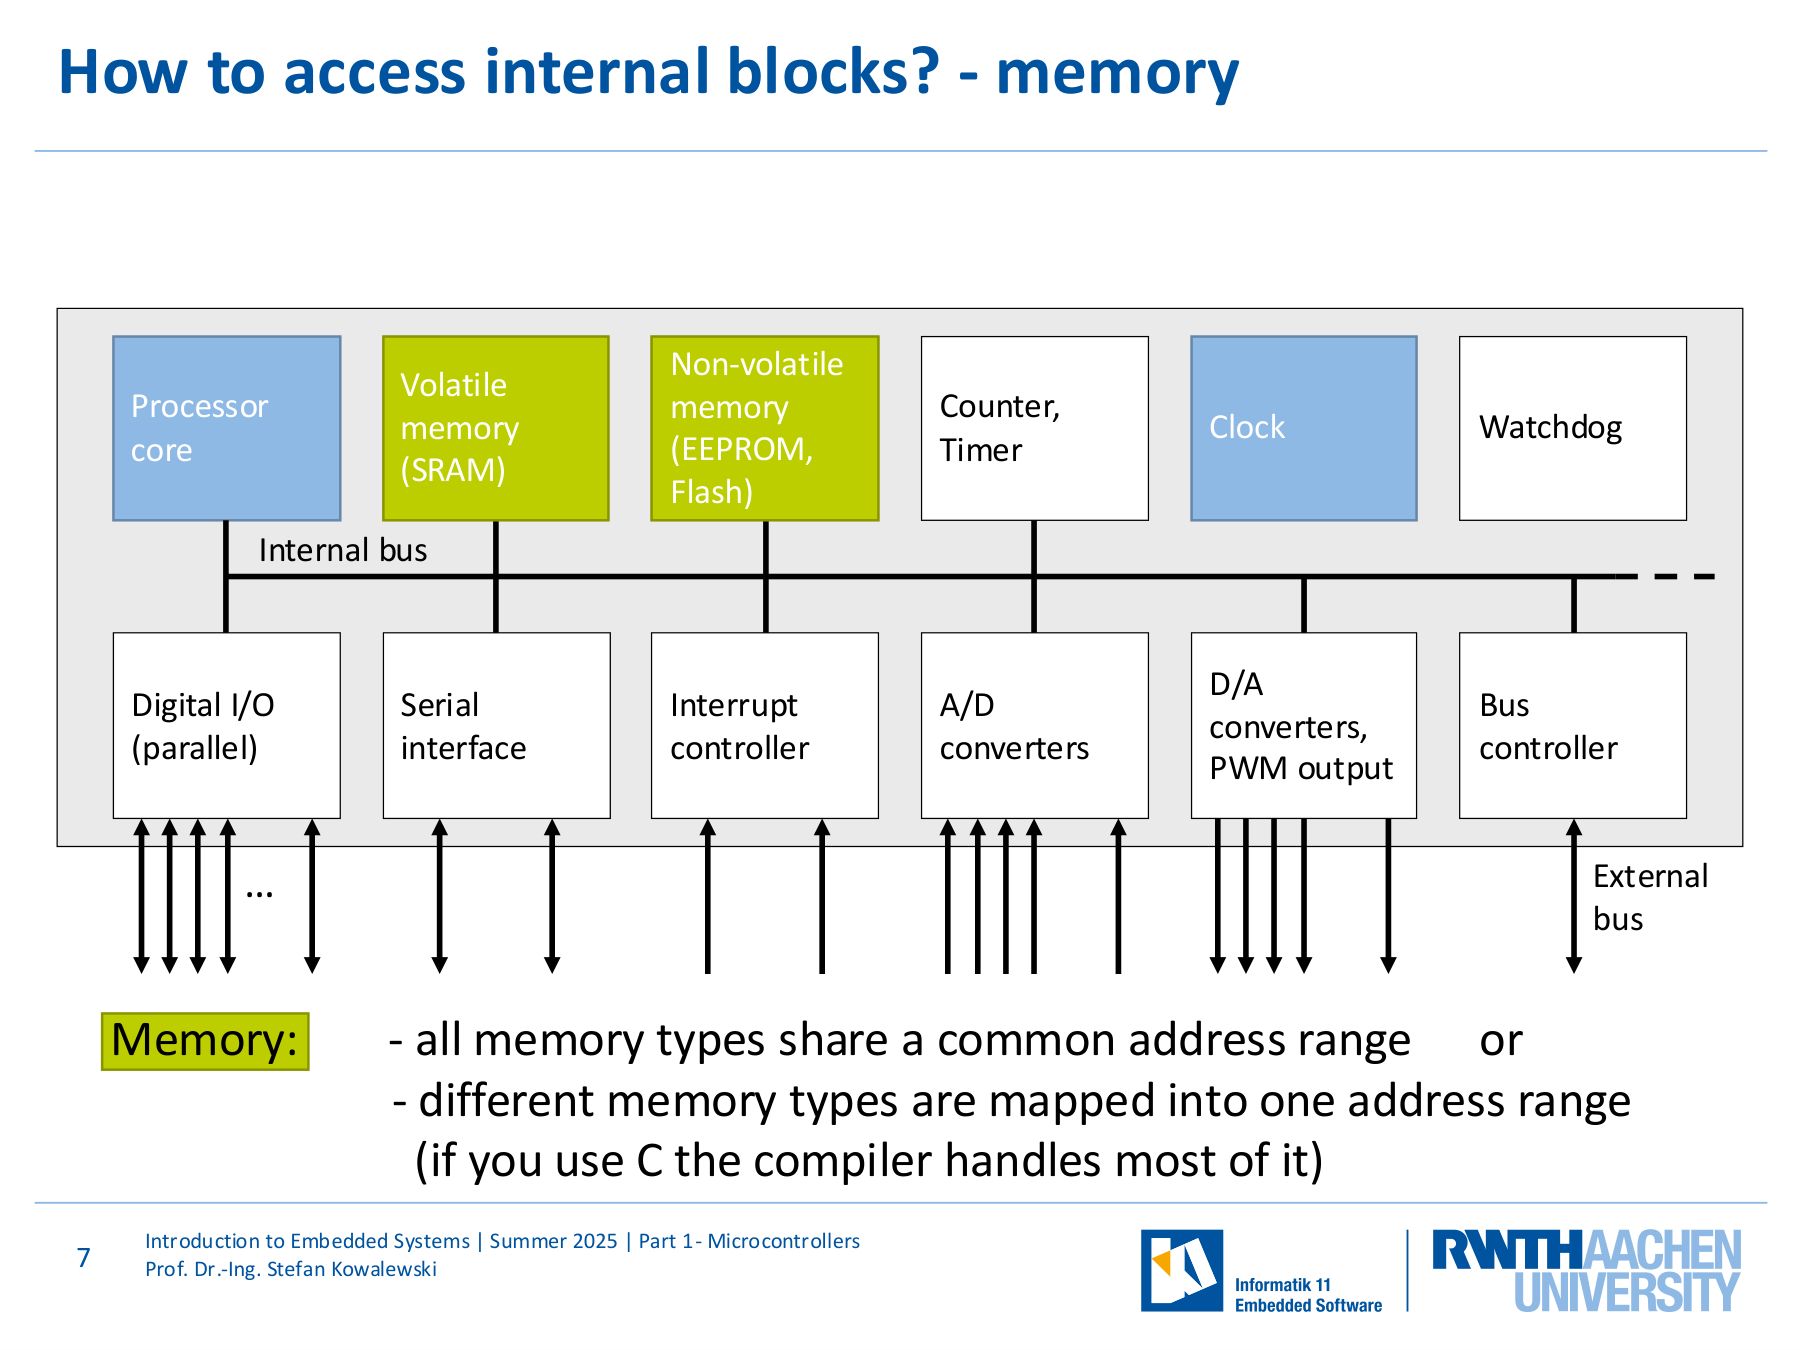 How to access internal blocks? - memory
Processor
core
Volatile
memory
(SRAM)
Non-volatile
memory
(EEPROM,
Flash)
Counter,
Timer
Clock
Watchdog
Internal bus
Digital I/O
(parallel)
Serial
interface
Interrupt
controller
A/D
converters
D/A
converters,
PWM output
Bus
controller
...
External
bus
Memory:
- all memory types share a common address range or
- different memory types are mapped into one address range
(if you use C the compiler handles most of it)
7
Introduction to Embedded Systems | Summer 2025 | Part 1- Microcontrollers
Prof. Dr.-Ing. Stefan Kowalewski
Informatik 11
Embedded Software
RWTHAACHEN
UNIVERSITY